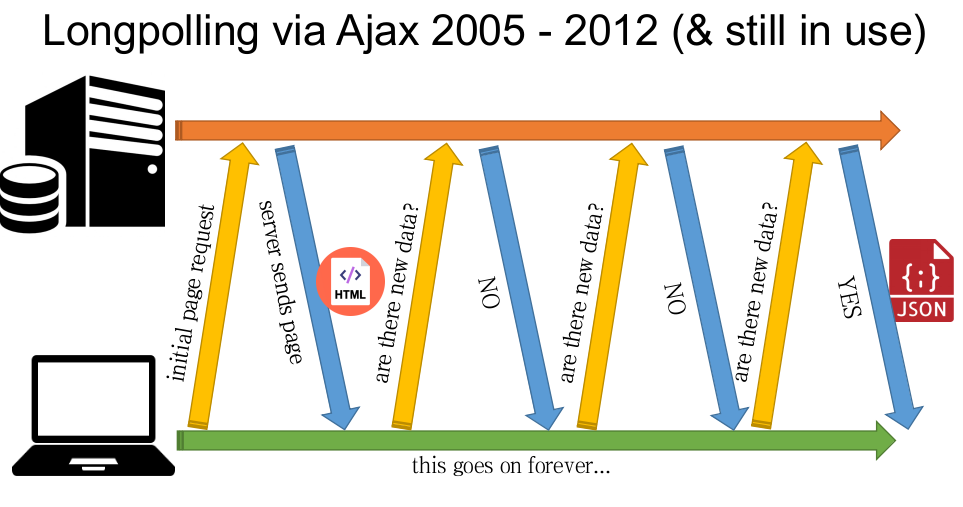 Longpolling via Ajax 2005 - 2012 (& still in use)
initial page request
server sends page
</>
HTML
are there new data?
NO
are there new data?
NO
are there new data?
YES
{;}
JSON
this goes on forever...